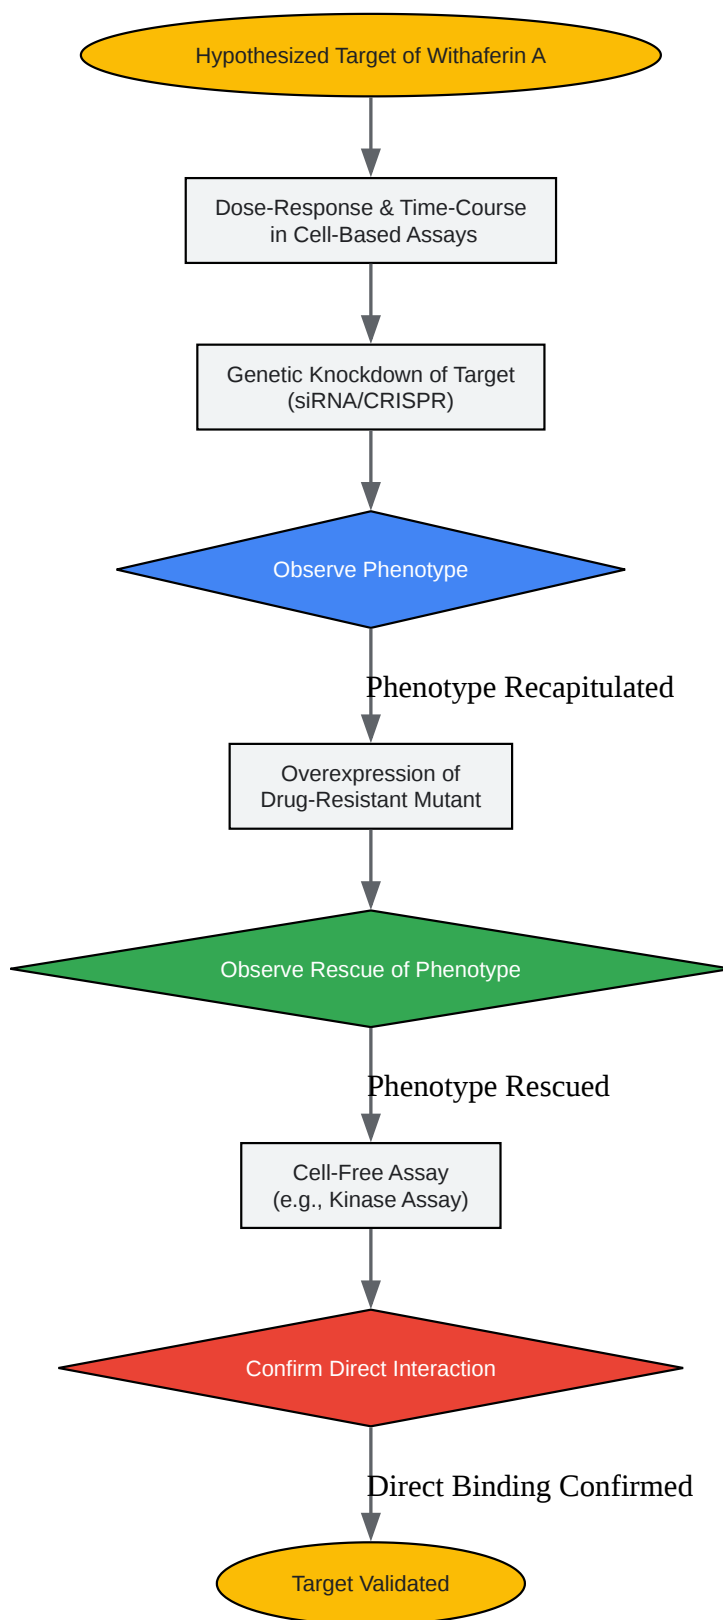 Hypothesized Target of Withaferin A
Dose-Response & Time-Course
in Cell-Based Assays
Genetic Knockdown of Target
(siRNA/CRISPR)
Observe Phenotype
Phenotype Recapitulated
Overexpression of
Drug-Resistant Mutant
Observe Rescue of Phenotype
Phenotype Rescued
Cell-Free Assay
(e.g., Kinase Assay)
Confirm Direct Interaction
Direct Binding Confirmed
Target Validated